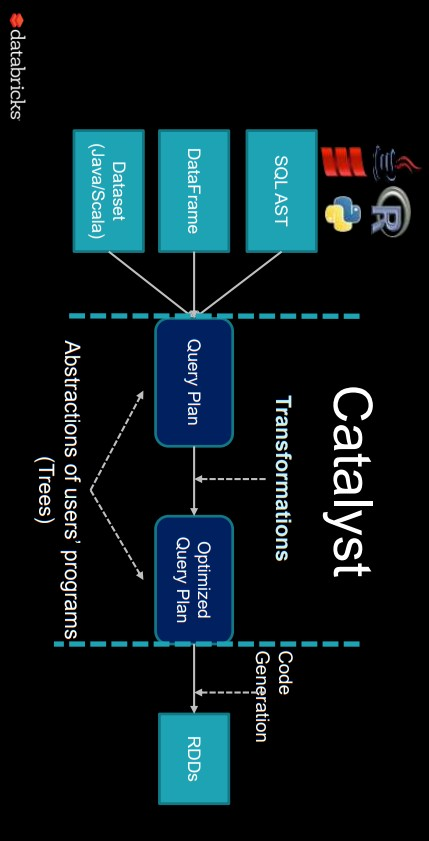 Catalyst
SQL AST
DataFrame
Dataset
(Java/Scala)
Query Plan
Transformations
Optimized
Query Plan
Abstractions of users’ programs
(Trees)
Code
Generation
RDDs
R
databricks